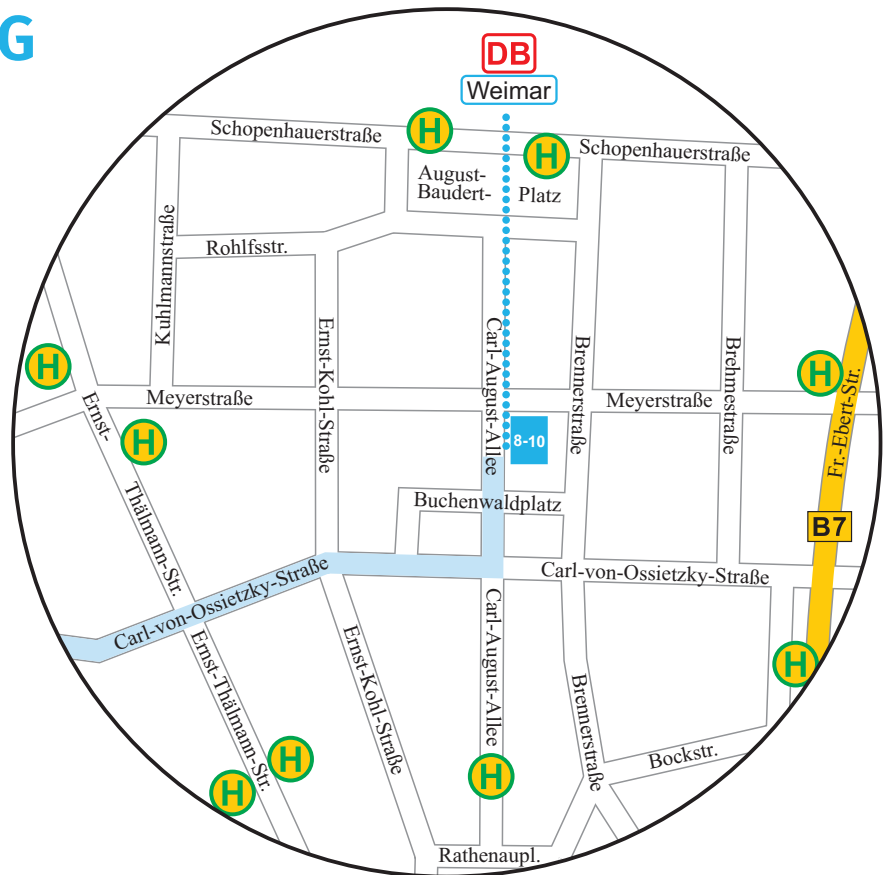 G
DB
Weimar
Schopenhauerstraße
H
H
Schopenhauerstraße
August-
Baudert-
Platz
Kuhlmannstraße
Rohlfsstr.
Ernst-Kohl-Straße
Carl-August-Allee
Brennerstraße
Brehmestraße
H
H
Fr.-Ebert-Str.
Meyerstraße
Meyerstraße
Ernst-
H
8-10
Thälmann-Str.
Buchenwaldplatz
B7
Carl-von-Ossietzky-Straße
Carl-von-Ossietzky-Straße
Ernst-Thälmann-Str.
Ernst-Kohl-Straße
Carl-August-Allee
Brennerstraße
H
Bockstr.
H
H
H
Rathenaupl.